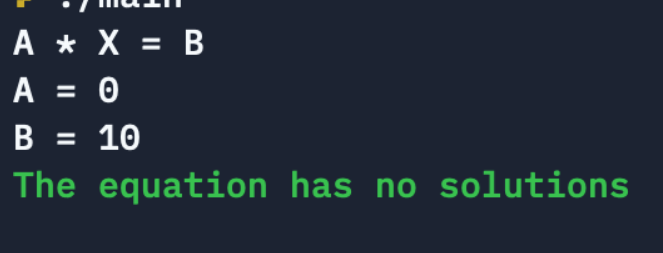 ./main
A * X = B
A = 0
B = 10
The equation has no solutions